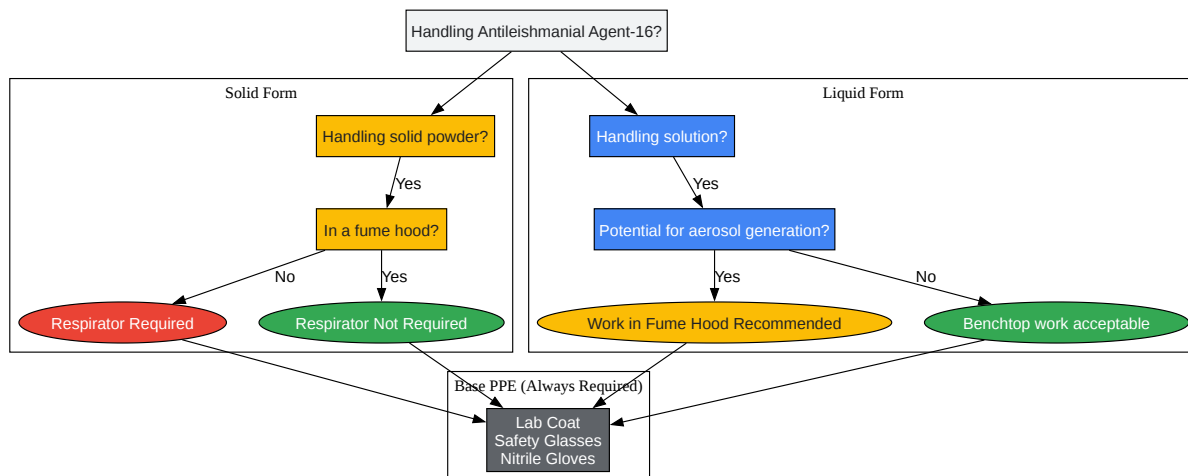 Handling Antileishmanial Agent-16?
Solid Form
Liquid Form
Handling solid powder?
Handling solution?
Yes
Yes
In a fume hood?
Potential for aerosol generation?
No
Yes
Yes
No
Respirator Required
Respirator Not Required
Work in Fume Hood Recommended
Benchtop work acceptable
Base PPE (Always Required)
Lab Coat
Safety Glasses
Nitrile Gloves